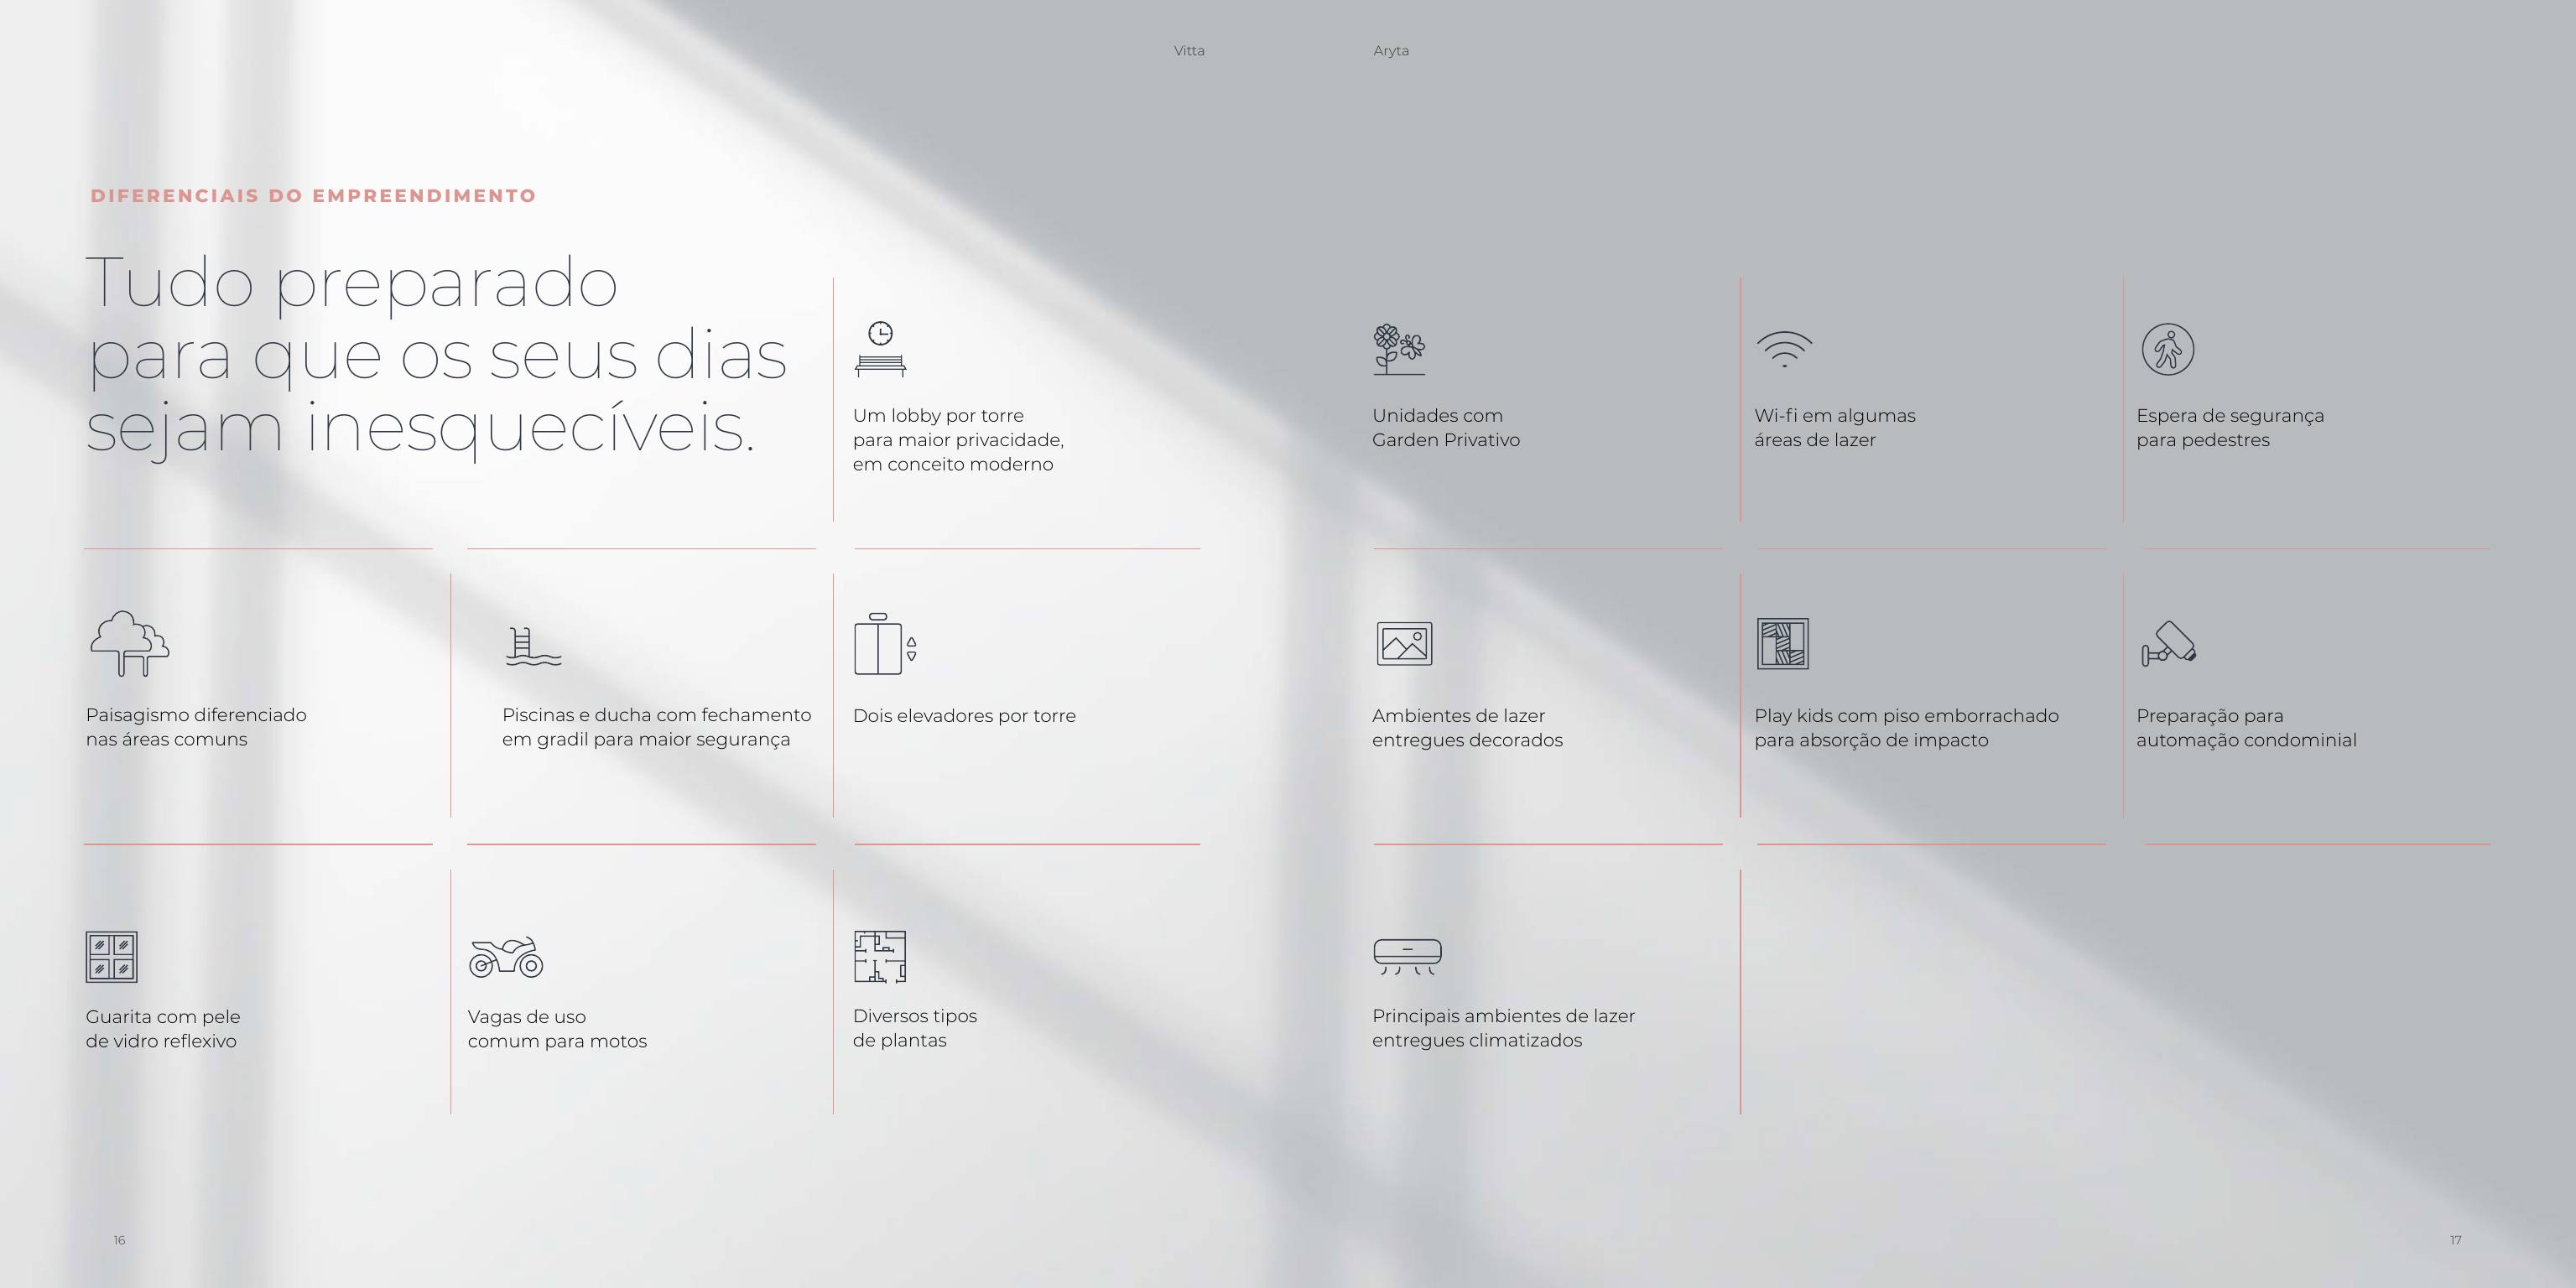 Vitta
Aryta
DIFERENCIAIS DO EMPREENDIMENTO
Tudo preparado
para que os seus dias
sejam inesquecíveis.
Um lobby por torre
para maior privacidade,
em conceito moderno
Unidades com
Garden Privativo
Wi-fi em algumas
áreas de lazer
Espera de segurança
para pedestres
Paisagismo diferenciado
nas áreas comuns
Piscinas e ducha com fechamento
em gradil para maior segurança
Dois elevadores por torre
Ambientes de lazer
entregues decorados
Play kids com piso emborrachado
para absorção de impacto
Preparação para
automação condominial
Guarita com pele
de vidro reflexivo
Vagas de uso
comum para motos
Diversos tipos
de plantas
Principais ambientes de lazer
entregues climatizados
16
17